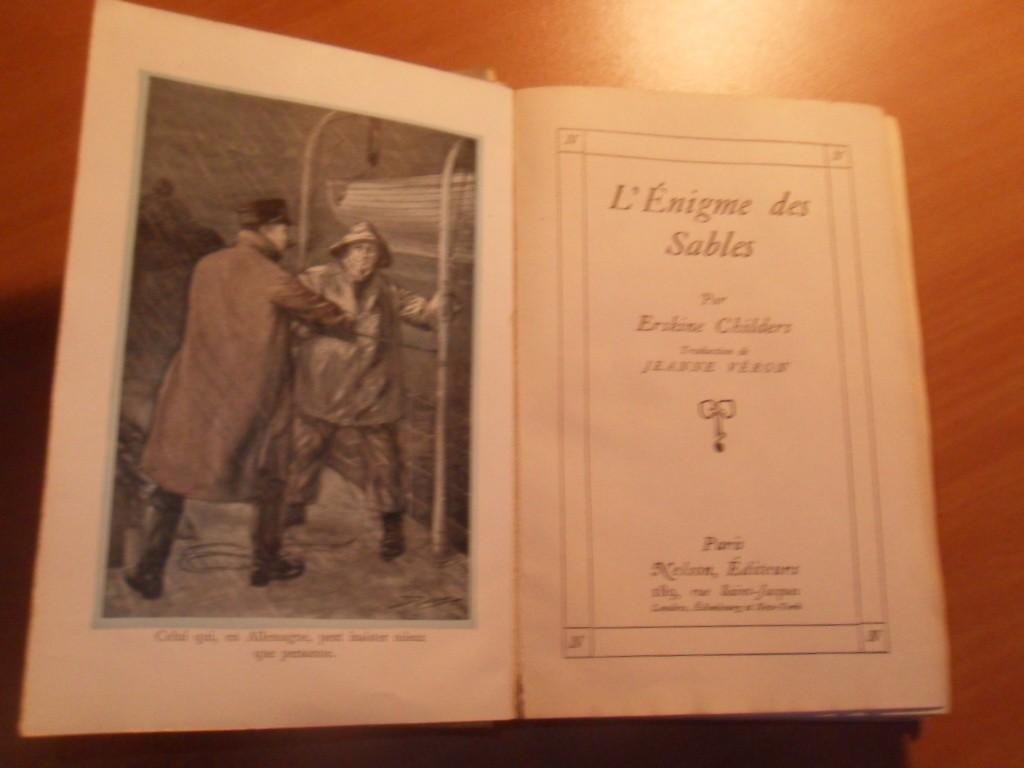 Celui qui, en Allemagne, peut insister mieux
que personne.
N N
L'Énigme des
Sables
Par
Erskine Childers
Traduction de
JEANNE VÉRON
Paris
Nelson, Éditeurs
189, rue Saint-Jacques
Londres, Édimbourg et New-York
N N